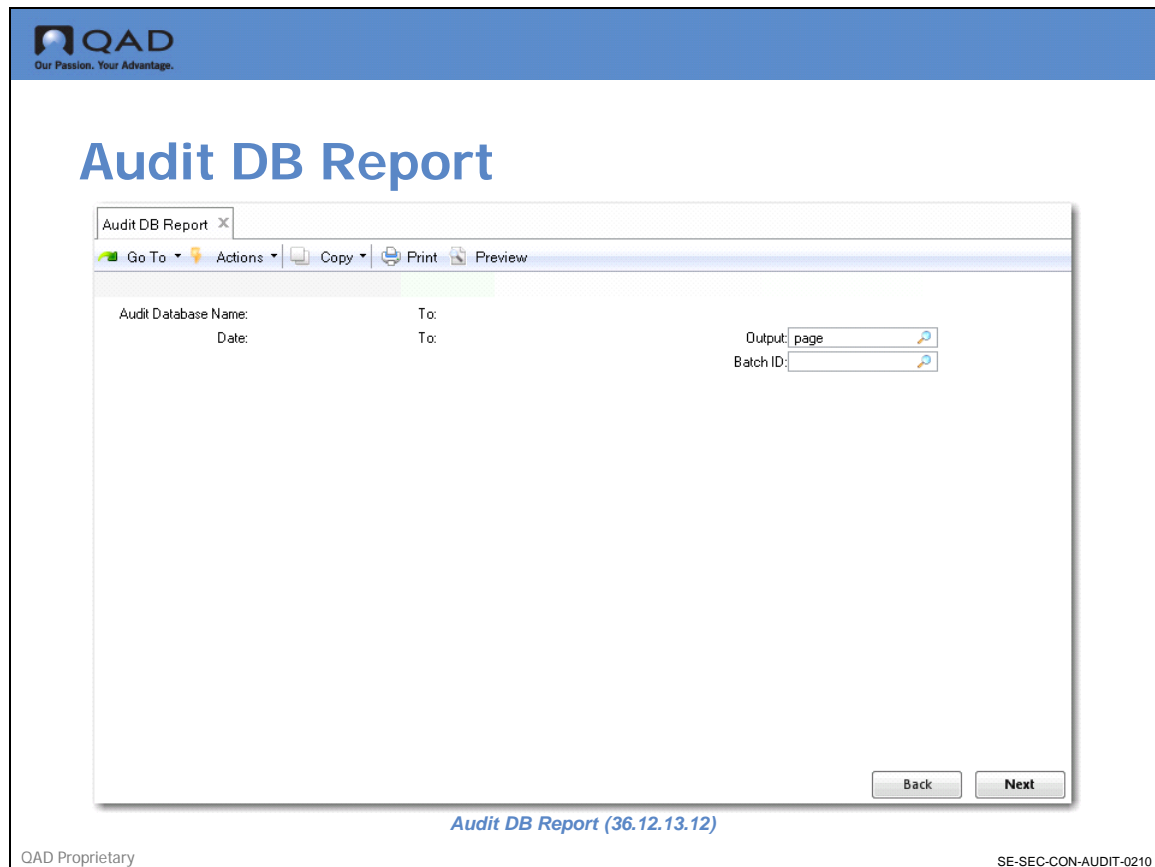 QAD
Our Passion. Your Advantage.
Audit DB Report
Audit DB Report X
Go To Actions Copy Print Preview
Audit Database Name: To:
Date: To: Output: page
Batch ID:
Back Next
Audit DB Report (36.12.13.12)
QAD Proprietary SE-SEC-CON-AUDIT-0210